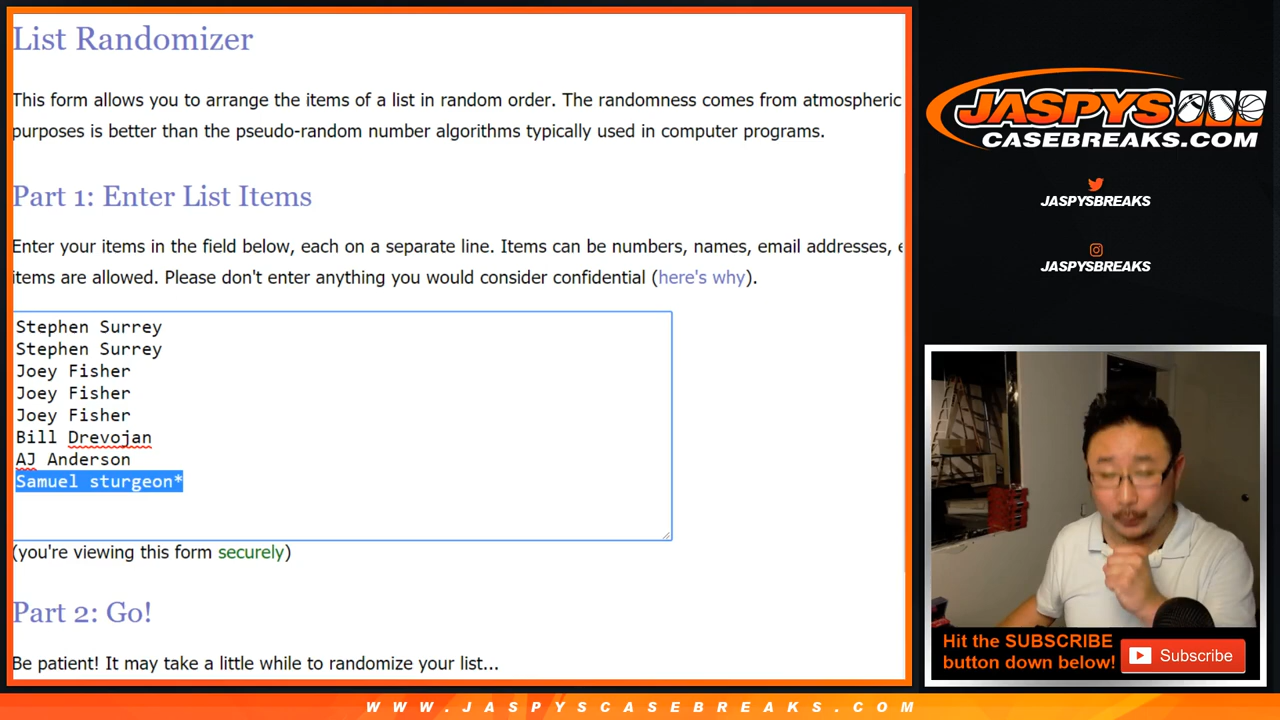 List Randomizer
This form allows you to arrange the items of a list in random order. The randomness comes from atmospheric
purposes is better than the pseudo-random number algorithms typically used in computer programs.
Part 1: Enter List Items
Enter your items in the field below, each on a separate line. Items can be numbers, names, email addresses,
items are allowed. Please don't enter anything you would consider confidential (here's why).
Stephen Surrey
Stephen Surrey
Joey Fisher
Joey Fisher
Joey Fisher
Bill Drevojan
AJ Anderson
Samuel sturgeon*
(you're viewing this form securely)
Part 2: Go!
Be patient! It may take a little while to randomize your list...
JASPYS
CASEBREAKS.COM
JASPYSBREAKS
JASPYSBREAKS
Hit the SUBSCRIBE
button down below!
Subscribe
WWW.JASPYSCASEBREAKS.COM